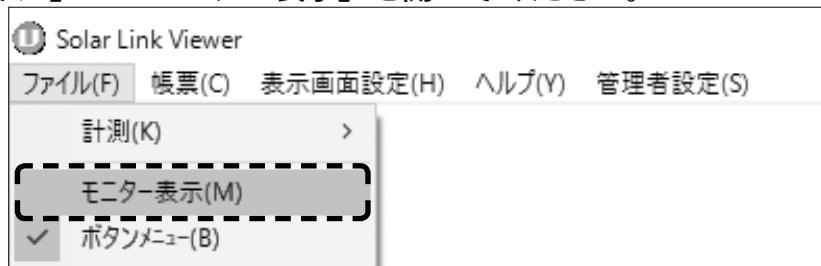 Solar Link Viewer
ファイル(F) 帳票(C) 表示画面設定(H) ヘルプ(Y) 管理者設定(S)
計測(K) >
モニター表示(M)
ボタンメニュー(B)